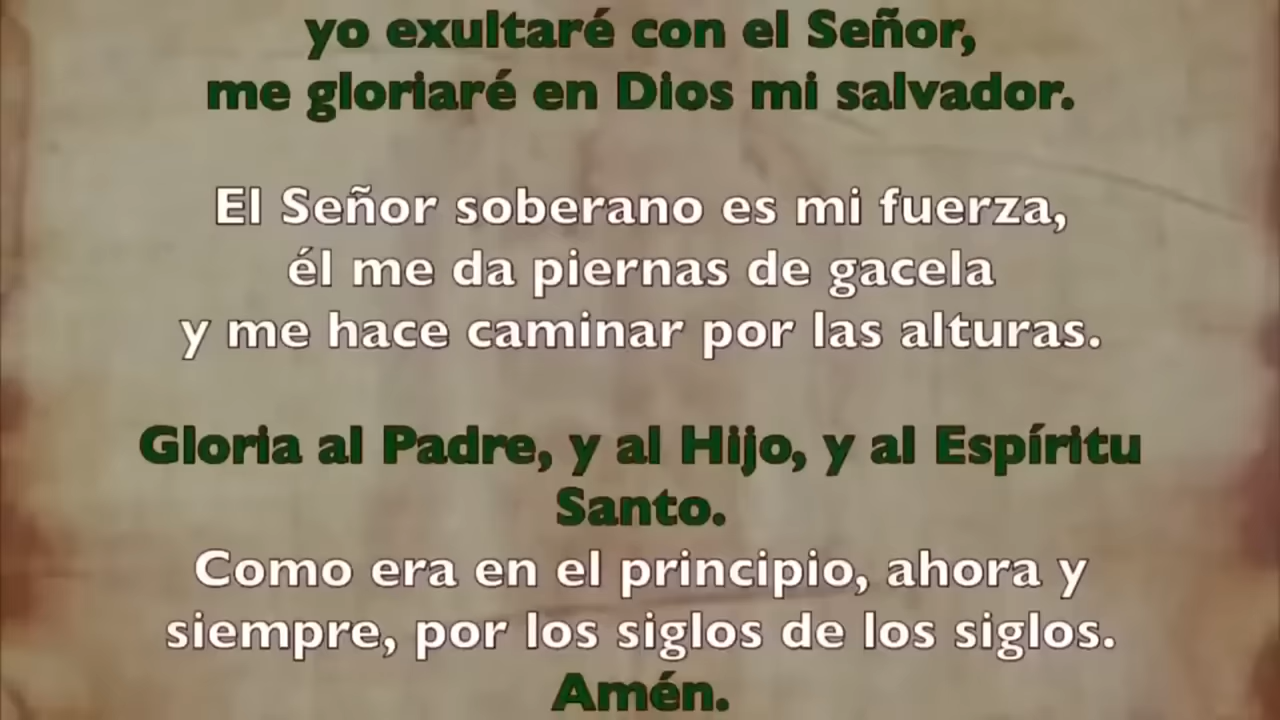 yo exultaré con el Señor,
me gloriaré en Dios mi salvador.
El Señor soberano es mi fuerza,
él me da piernas de gacela
y me hace caminar por las alturas.
Gloria al Padre, y al Hijo, y al Espíritu
Santo.
Como era en el principio, ahora y
siempre, por los siglos de los siglos.
Amén.